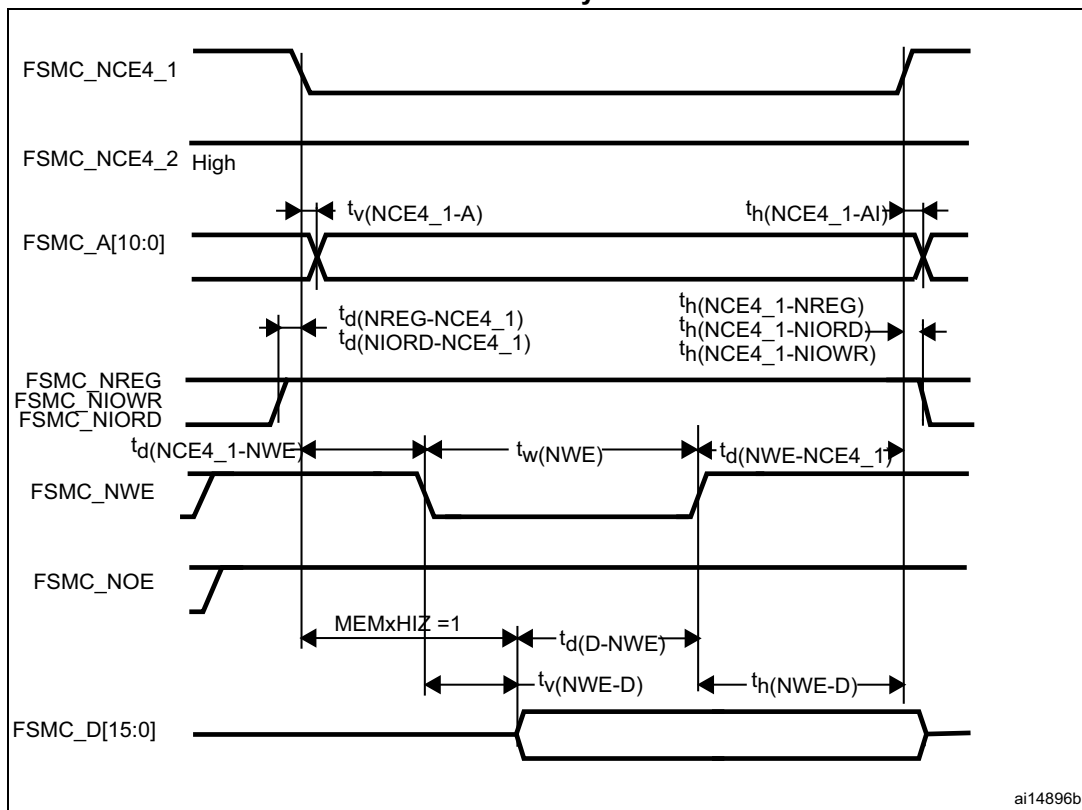 FSMC_NCE4_1
FSMC_NCE4_2 High
tv(NCE4_1-A)
th(NCE4_1-AI)
FSMC_A[10:0]
td(NREG-NCE4_1)
td(NIORD-NCE4_1)
th(NCE4_1-NREG)
th(NCE4_1-NIORD)
th(NCE4_1-NIOWR)
FSMC_NREG
FSMC_NIOWR
FSMC_NIORD
td(NCE4_1-NWE)
tw(NWE)
td(NWE-NCE4_1)
FSMC_NWE
FSMC_NOE
MEMxHIZ =1
td(D-NWE)
tv(NWE-D)
th(NWE-D)
FSMC_D[15:0]
ai14896b